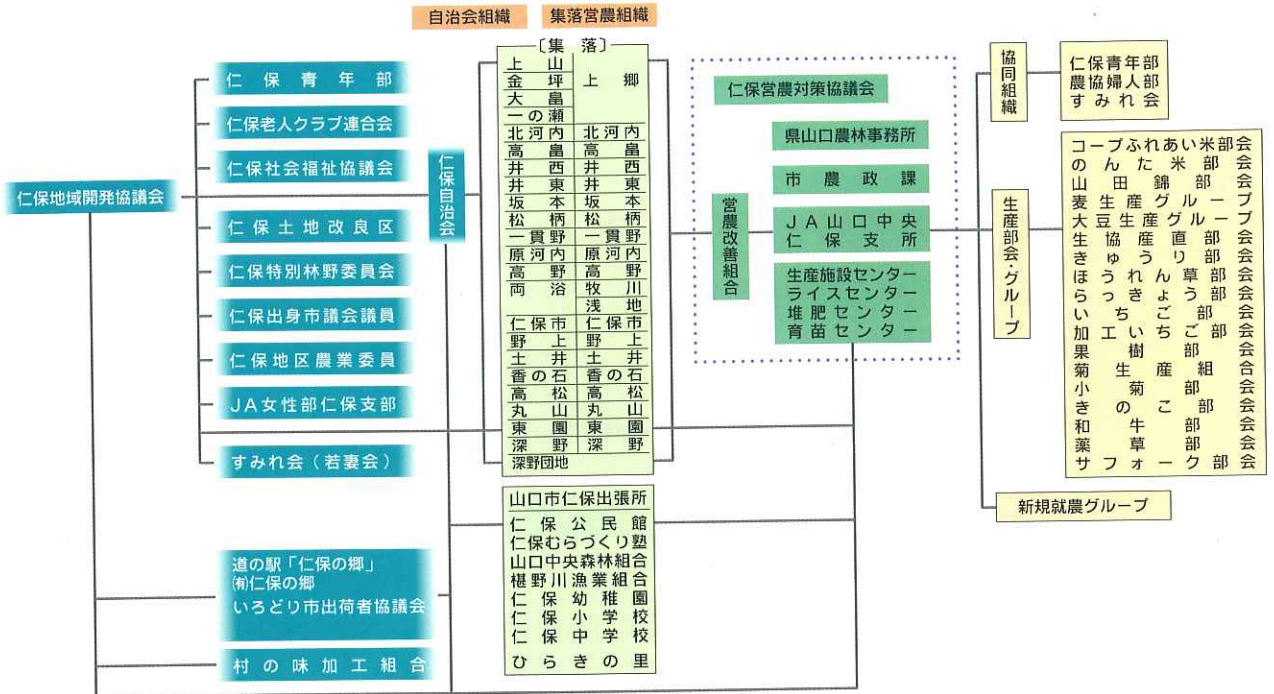 自治会組織
集落営農組織
仁保地域開発協議会
仁保青年部
仁保老人クラブ連合会
仁保社会福祉協議会
仁保土地改良区
仁保特別林野委員会
仁保出身市議会議員
仁保地区農業委員
JA女性部仁保支部
すみれ会(若妻会)
道の駅「仁保の郷」
㈲仁保の郷
いろどり市出荷者協議会
村の味加工組合
仁保自治会
〔集落〕
上山
金坪
大畠
一の瀬
上郷
北河内 北河内
高畠 高畠
井西 井西
井東 井東
坂本 坂本
松柄 松柄
一貫野 一貫野
原河内 原河内
高野 高野
両浴 牧川
浅地
仁保市 仁保市
野上 野上
土井 土井
香の石 香の石
高松 高松
丸山 丸山
東園 東園
深野 深野
深野団地
山口市仁保出張所
仁保公民館
仁保むらづくり塾
山口中央森林組合
椹野川漁業組合
仁保幼稚園
仁保小学校
仁保中学校
ひらきの里
仁保営農対策協議会
営農改善組合
県山口農林事務所
市農政課
JA山口中央
仁保支所
生産施設センター
ライスセンター
堆肥センター
育苗センター
協同組織
仁保青年部
農協婦人部
すみれ会
生産部会・グループ
コープふれあい米部会
のんた米部会
山田錦部会
麦生産グループ
大豆生産グループ
生協産直部会
きゅうり部会
ほうれん草部会
らっきょう部会
いちご部会
加工いちご部会
果樹部会
菊生産組合
小菊部会
きのこ部会
和牛部会
薬草部会
サフォーク部会
新規就農グループ